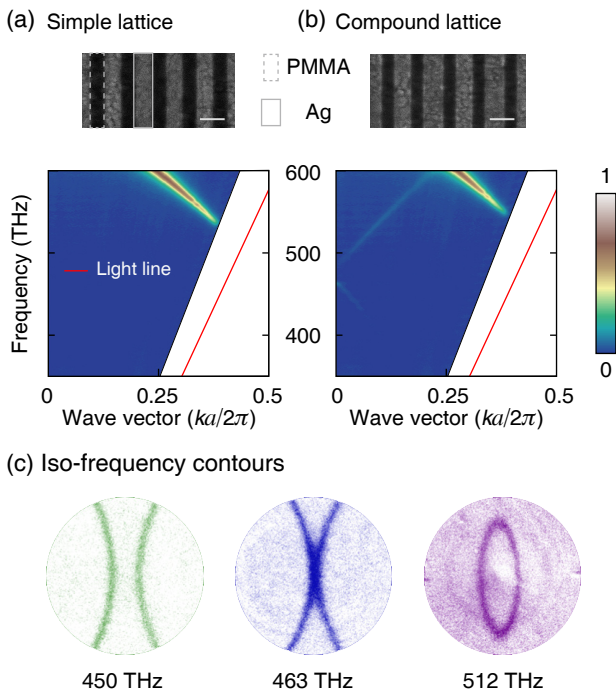 (a) Simple lattice
(b) Compound lattice
PMMA
Ag
Frequency (THz)
600
500
400
Light line
1
0
0
0.25
0.5
Wave vector (ka/2π)
0
0.25
0.5
Wave vector (ka/2π)
(c) Iso-frequency contours
450 THz
463 THz
512 THz